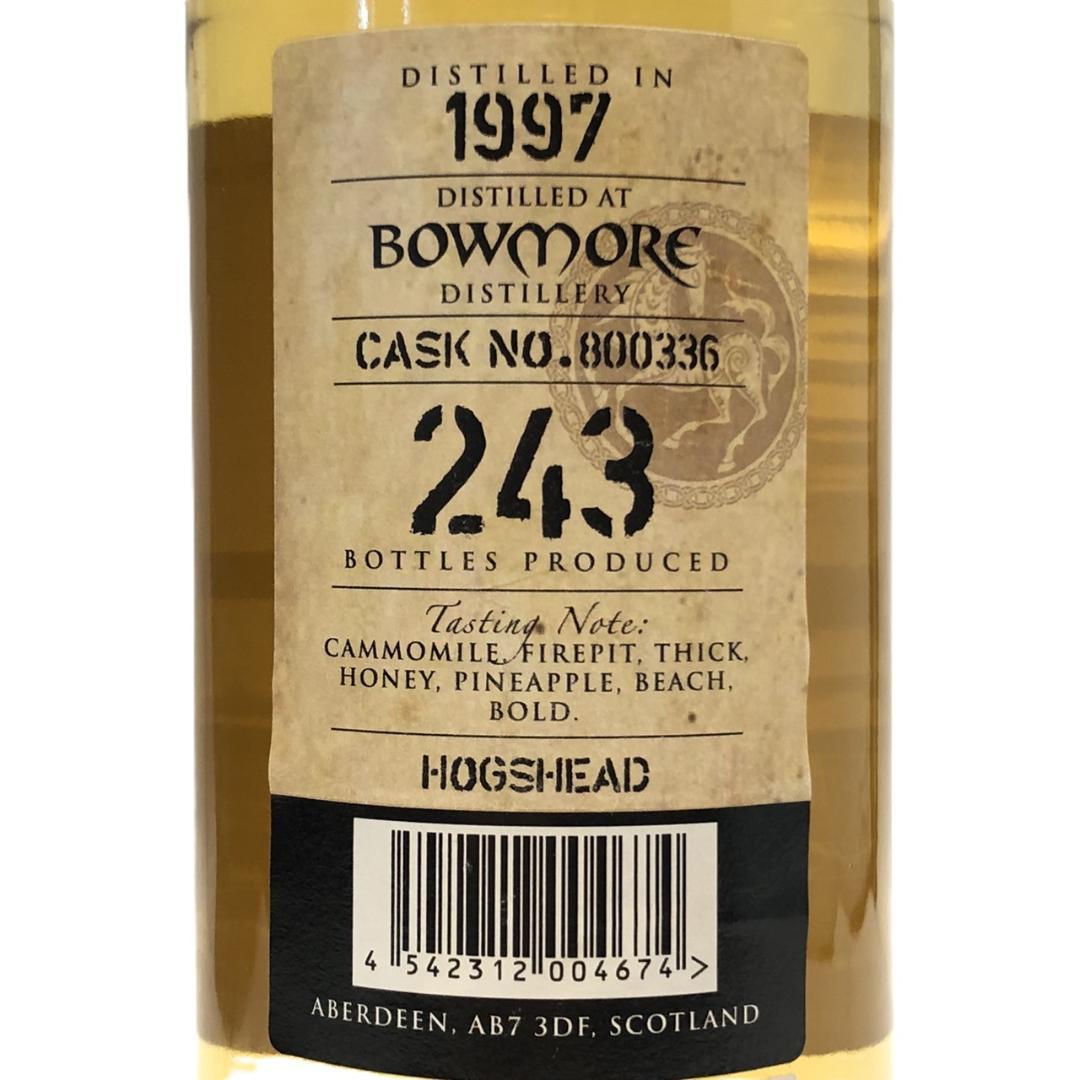 DISTILLED IN
1997
DISTILLED AT
BOWMORE
DISTILLERY
CASK NO.800336
243
BOTTLES PRODUCED
Tasting Note:
CAMMOMILE, FIREPIT, THICK,
HONEY, PINEAPPLE, BEACH,
BOLD.
HOGSHEAD
4 542312 004674 >
ABERDEEN, AB7 3DF, SCOTLAND